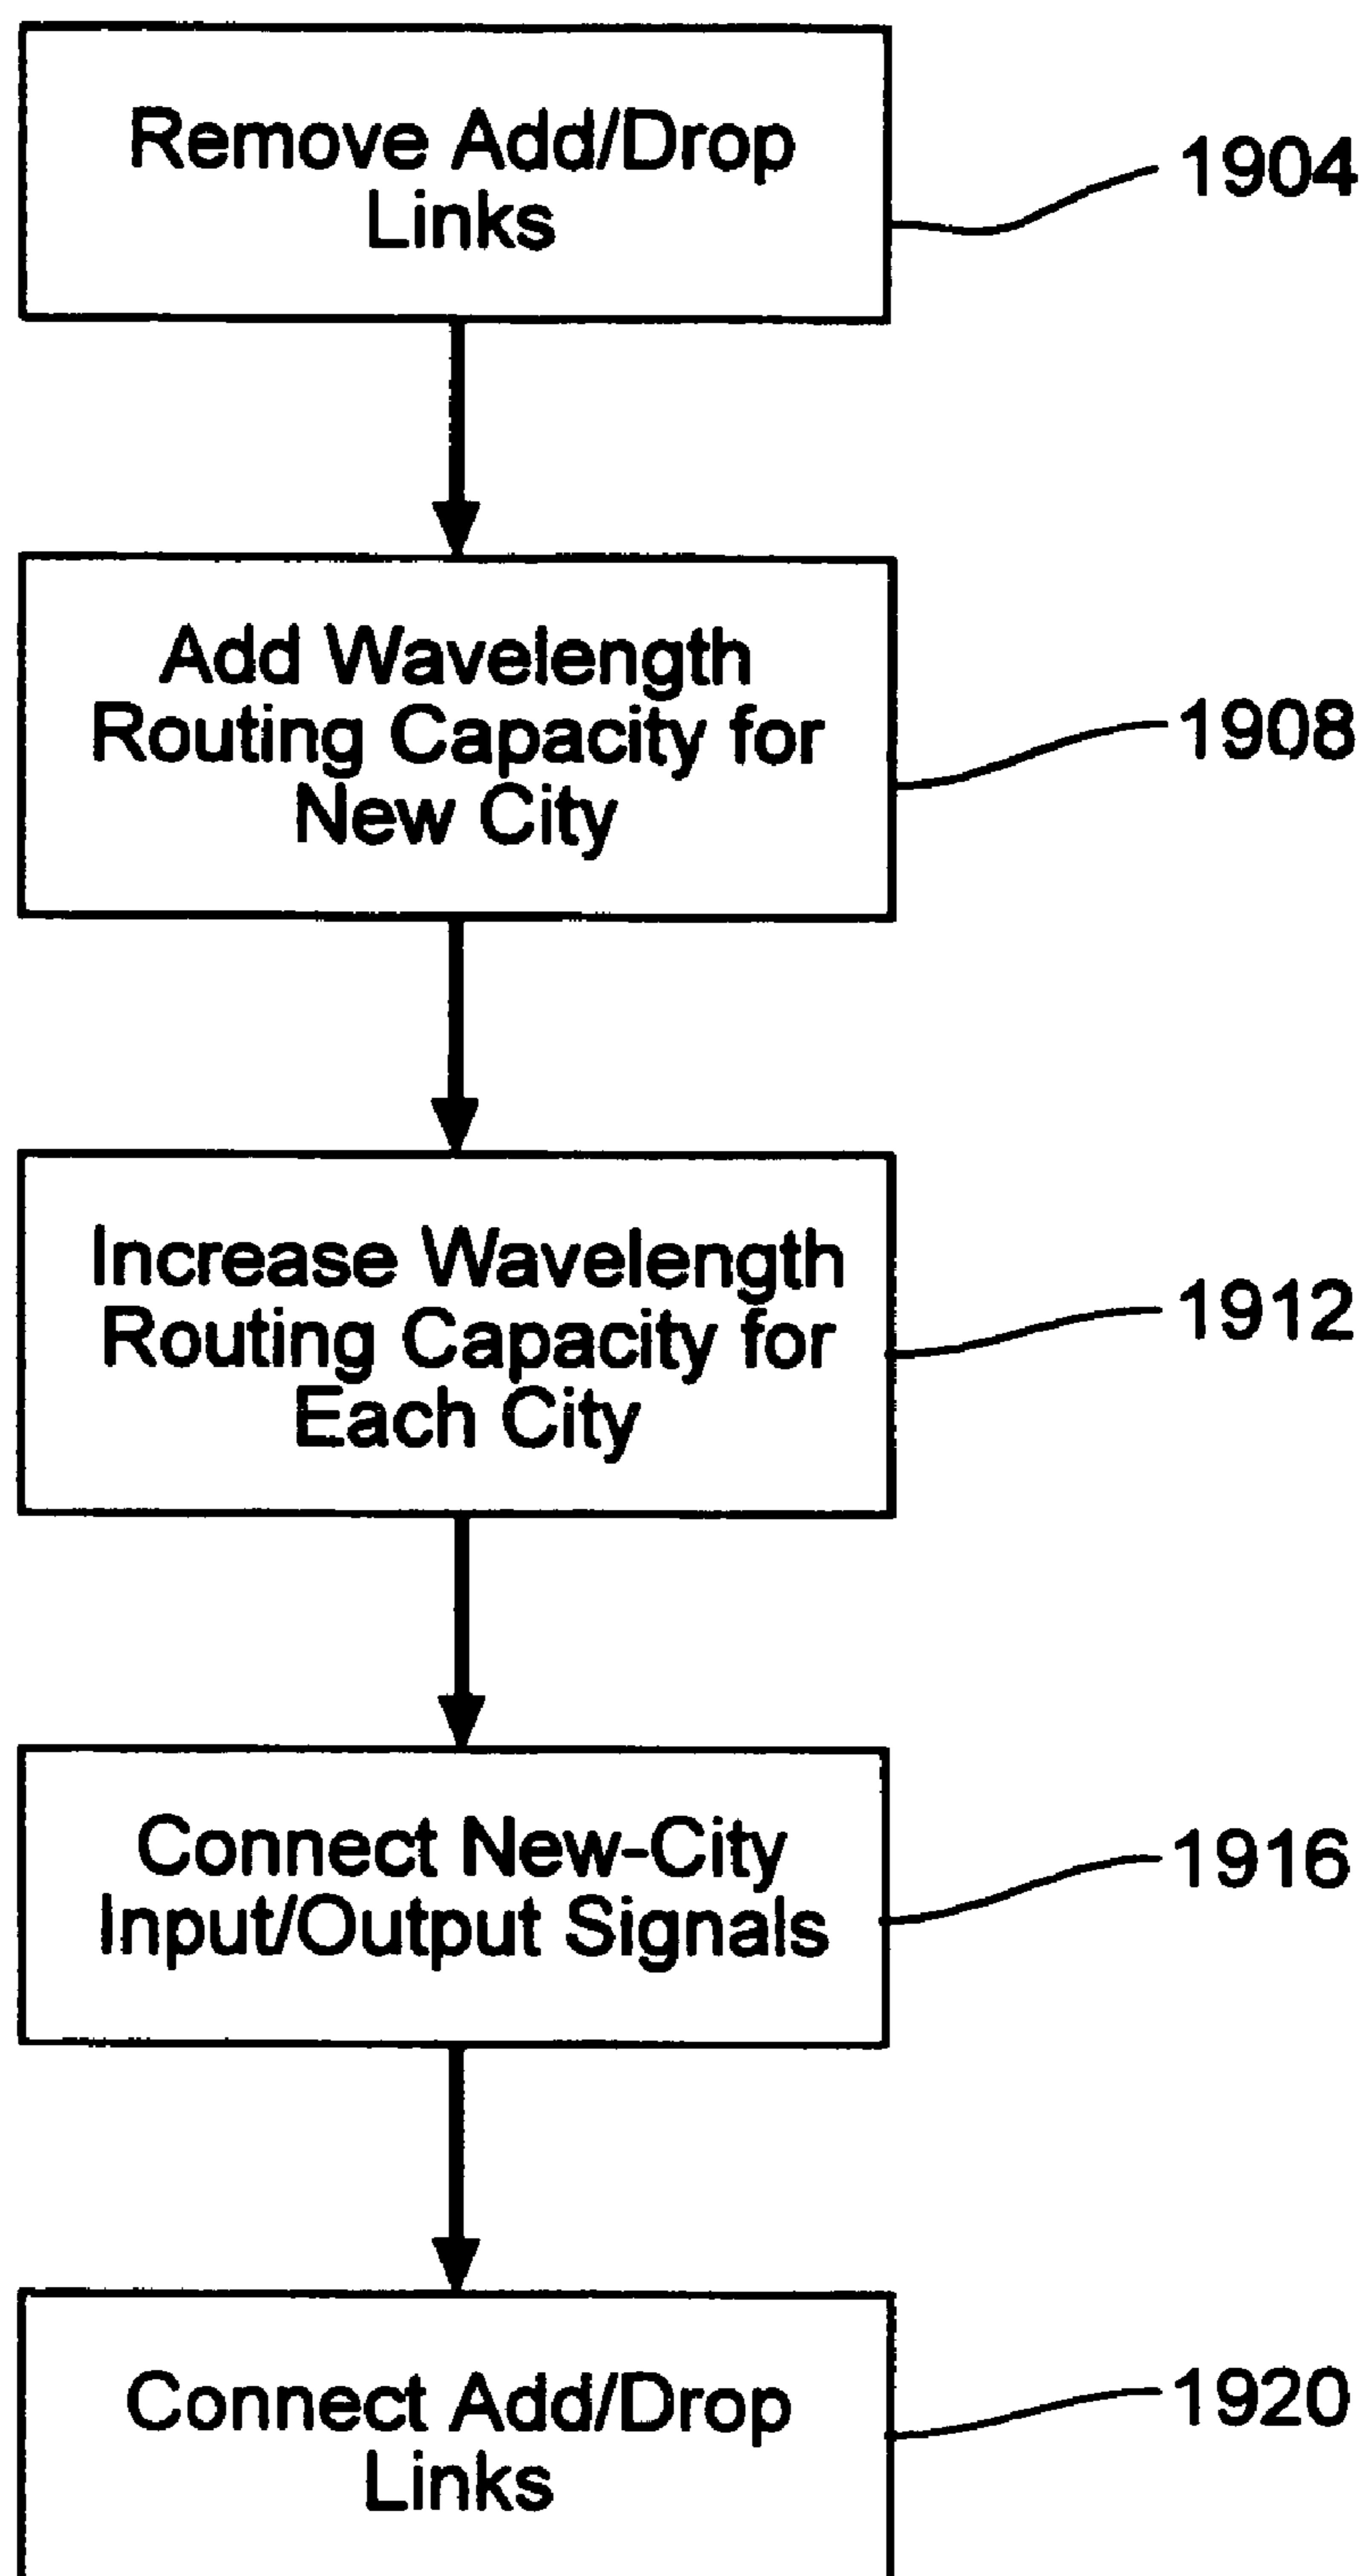 Remove Add/Drop
Links
1904
Add Wavelength
Routing Capacity for
New City
1908
Increase Wavelength
Routing Capacity for
Each City
1912
Connect New-City
Input/Output Signals
1916
Connect Add/Drop
Links
1920